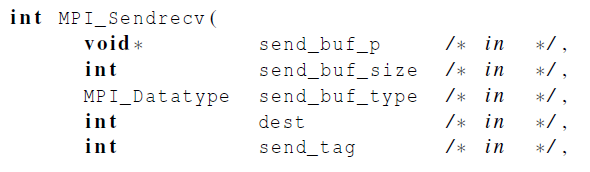 int MPI_Sendrecv(
void* send_buf_p /* in */,
int send_buf_size /* in */,
MPI_Datatype send_buf_type /* in */,
int dest /* in */,
int send_tag /* in */,